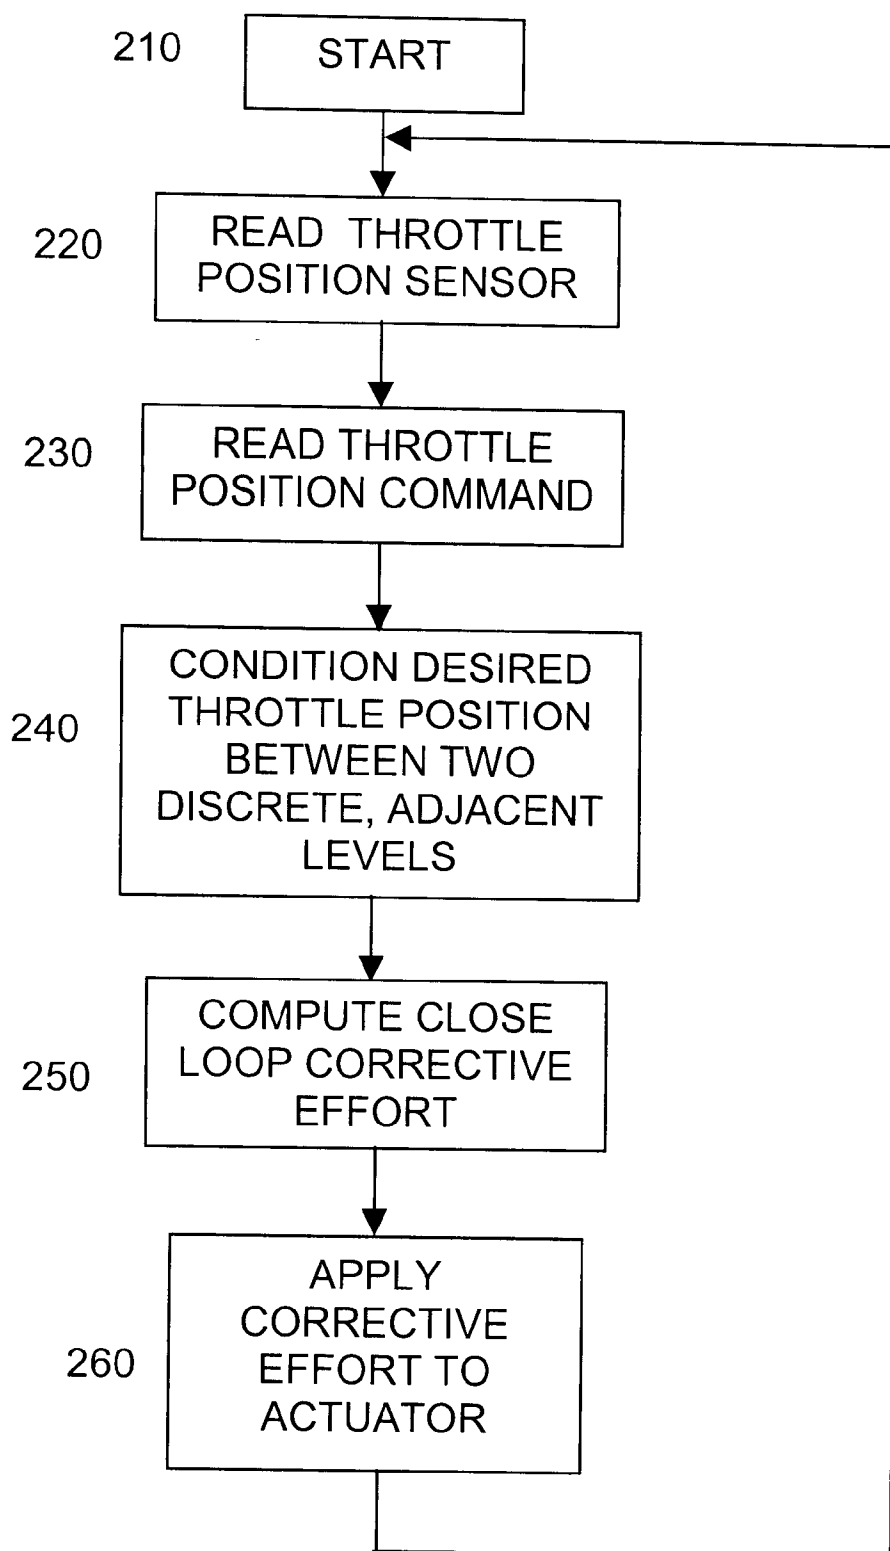 210
START
220
READ THROTTLE
POSITION SENSOR
230
READ THROTTLE
POSITION COMMAND
240
CONDITION DESIRED
THROTTLE POSITION
BETWEEN TWO
DISCRETE, ADJACENT
LEVELS
250
COMPUTE CLOSE
LOOP CORRECTIVE
EFFORT
260
APPLY
CORRECTIVE
EFFORT TO
ACTUATOR